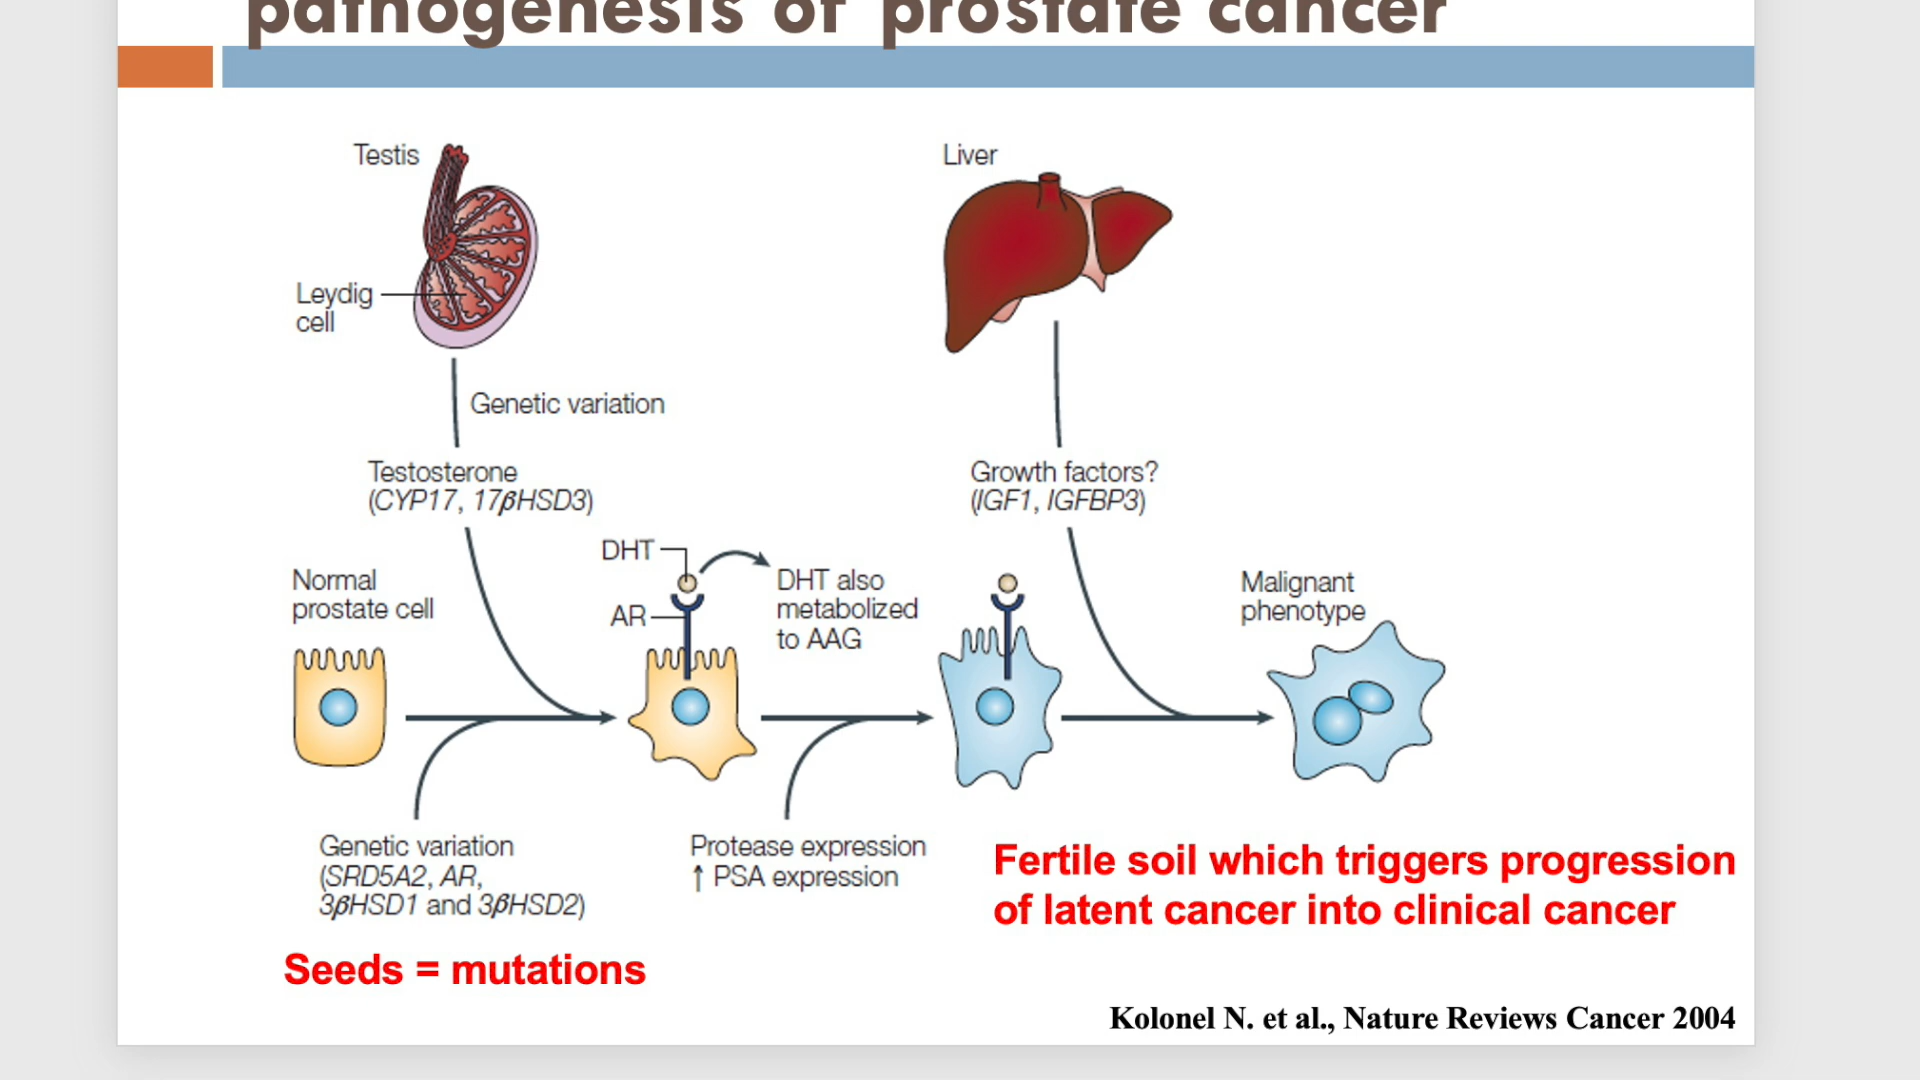 pathogenesis of prostate cancer
Testis
Liver
Leydig
cell
Genetic variation
Testosterone
(CYP17, 17βHSD3)
Growth factors?
(IGF1, IGFBP3)
DHT
AR
DHT also
metabolized
to AAG
Normal
prostate cell
Malignant
phenotype
Genetic variation
(SRD5A2, AR,
3βHSD1 and 3βHSD2)
Protease expression
↑ PSA expression
Fertile soil which triggers progression
of latent cancer into clinical cancer
Seeds = mutations
Kolonel N. et al., Nature Reviews Cancer 2004